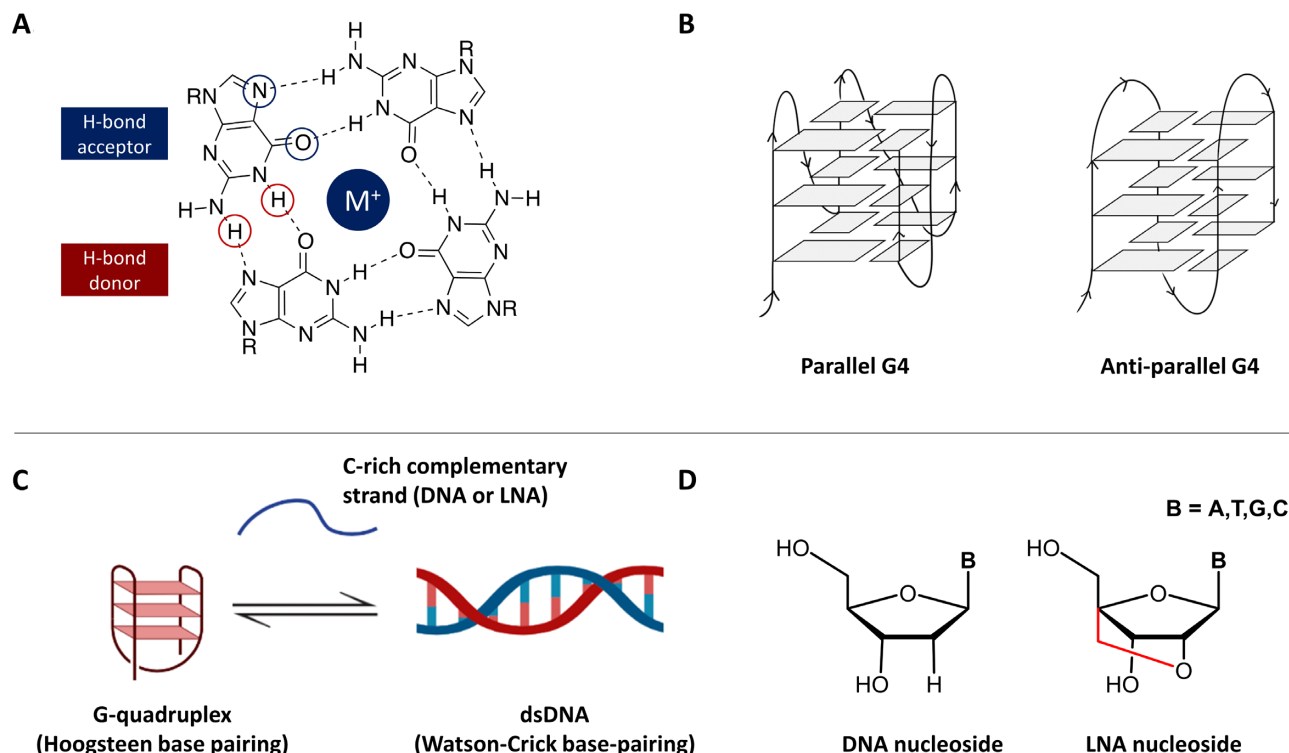 A
B
H-bond
acceptor
H-bond
donor
R
N
N
N
N
O
N
H
H
N
H
H
N
N
N
H
N
R
N
N
O
H
M⁺
H
N
H
N
N
O
N
R
N
N
O
N
H
N
R
N
H
N
H
Parallel G4
Anti-parallel G4
C
C-rich complementary
strand (DNA or LNA)
G-quadruplex
(Hoogsteen base pairing)
dsDNA
(Watson-Crick base-pairing)
D
B = A,T,G,C
HO
O
B
HO
H
DNA nucleoside
HO
O
B
HO
O
LNA nucleoside